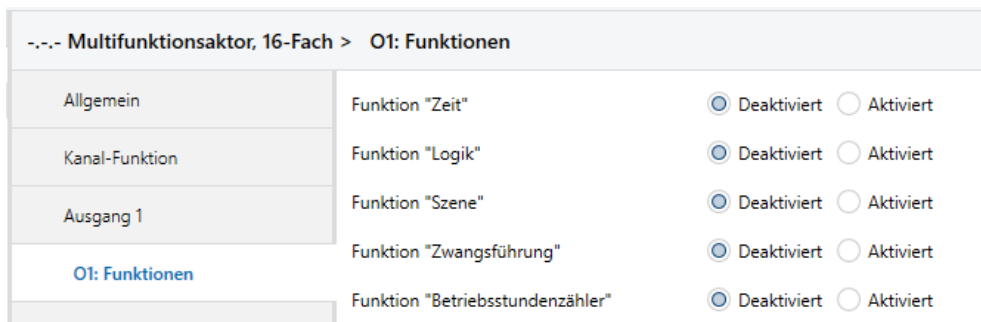 -.-.- Multifunktionsaktor, 16-Fach > O1: Funktionen
Allgemein
Kanal-Funktion
Ausgang 1
O1: Funktionen
Funktion "Zeit" Deaktiviert Aktiviert
Funktion "Logik" Deaktiviert Aktiviert
Funktion "Szene" Deaktiviert Aktiviert
Funktion "Zwangsführung" Deaktiviert Aktiviert
Funktion "Betriebsstundenzähler" Deaktiviert Aktiviert